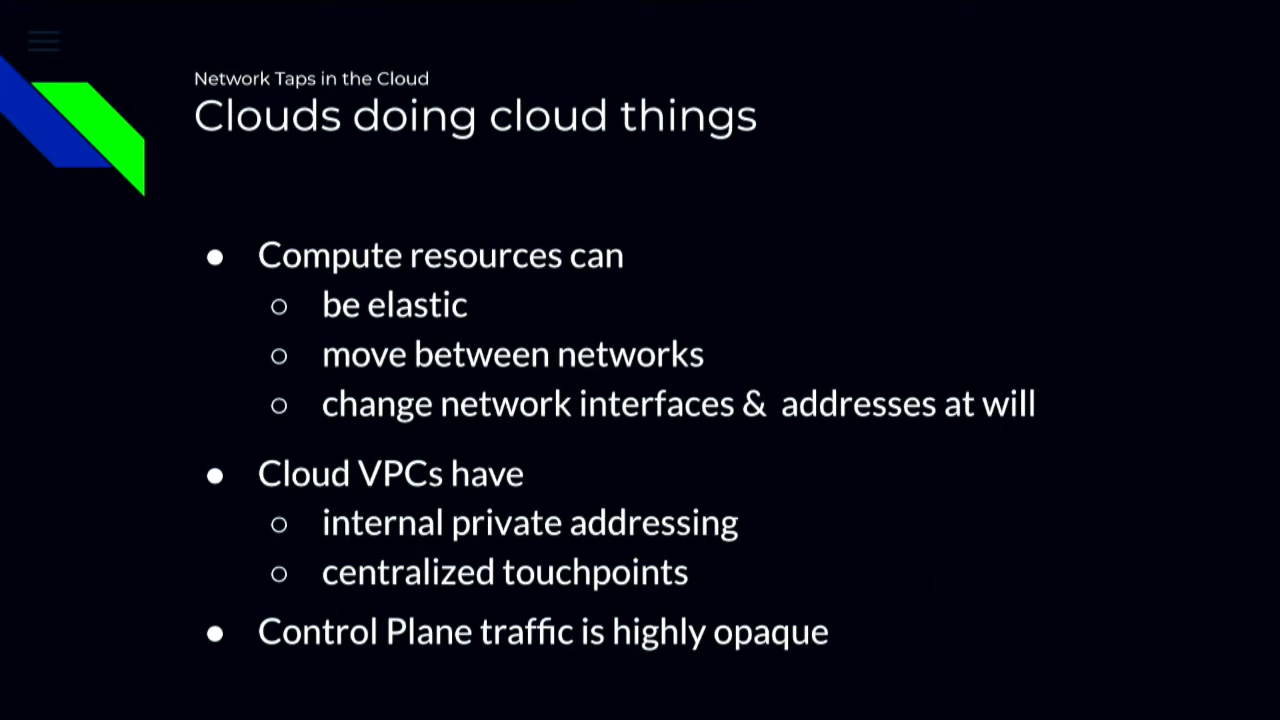 Network Taps in the Cloud
Clouds doing cloud things
● Compute resources can
○ be elastic
○ move between networks
○ change network interfaces &  addresses at will
● Cloud VPCs have
○ internal private addressing
○ centralized touchpoints
● Control Plane traffic is highly opaque